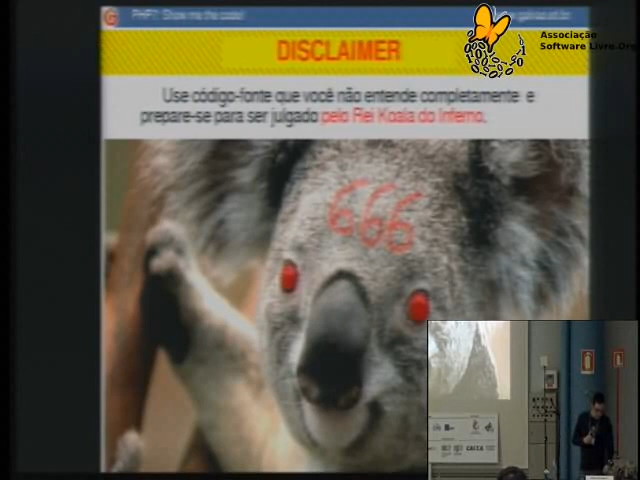 PHP7: Show me the code!
Associação
Software Livre.Org
DISCLAIMER
Use código-fonte que você não entende completamente e
prepare-se para ser julgado pelo Rei Koala do Inferno.
666
CAIXA